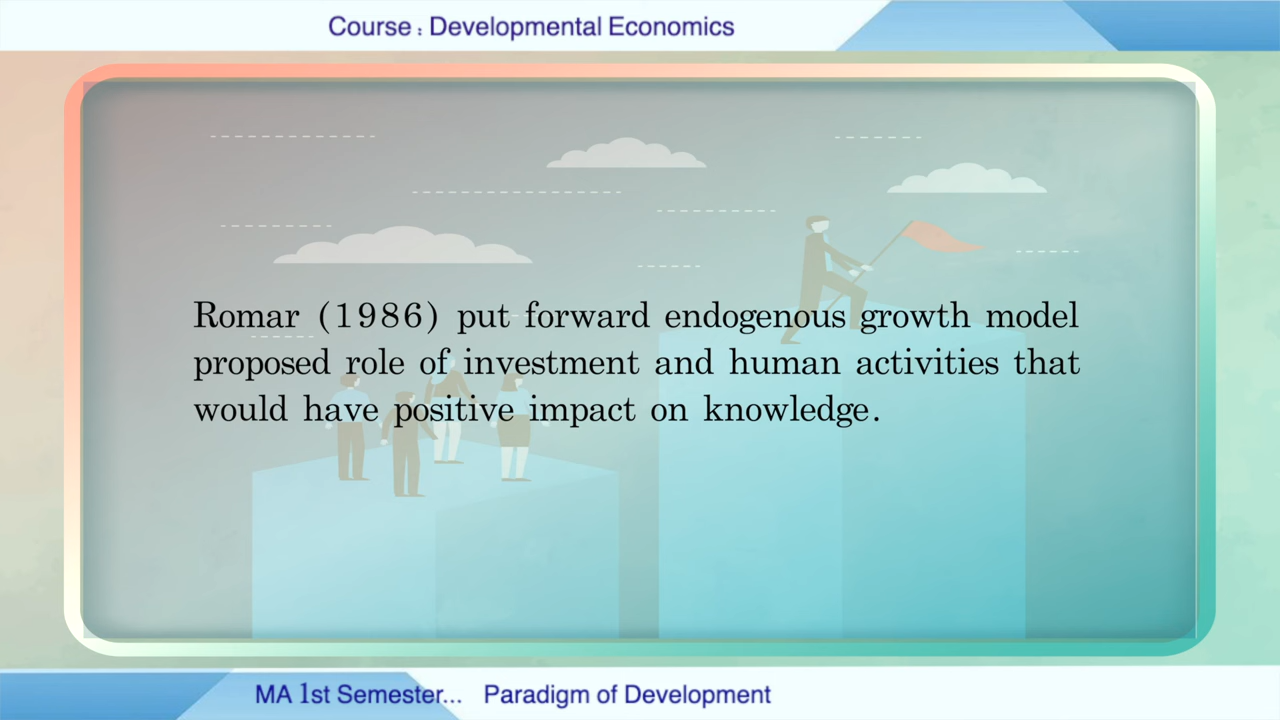 Course : Developmental Economics
Romar (1986) put forward endogenous growth model
proposed role of investment and human activities that
would have positive impact on knowledge.
MA 1st Semester... Paradigm of Development